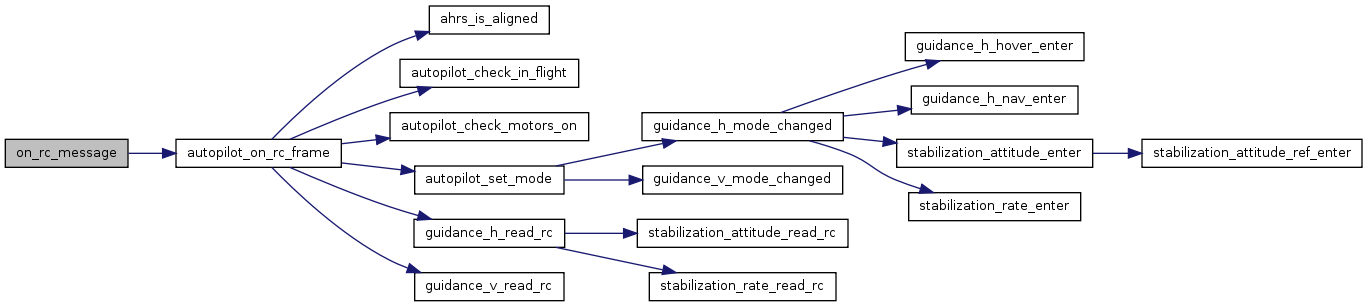 on_rc_message
autopilot_on_rc_frame
ahrs_is_aligned
autopilot_check_in_flight
autopilot_check_motors_on
autopilot_set_mode
guidance_h_read_rc
guidance_v_read_rc
guidance_h_mode_changed
guidance_v_mode_changed
stabilization_attitude_read_rc
stabilization_rate_read_rc
guidance_h_hover_enter
guidance_h_nav_enter
stabilization_attitude_enter
stabilization_rate_enter
stabilization_attitude_ref_enter